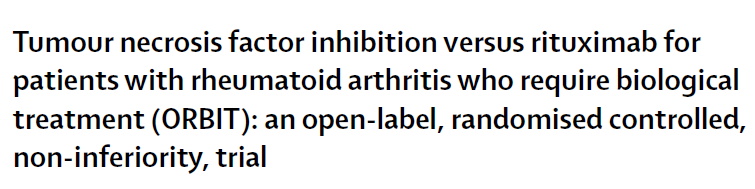 Tumour necrosis factor inhibition versus rituximab for
patients with rheumatoid arthritis who require biological
treatment (ORBIT): an open-label, randomised controlled,
non-inferiority, trial